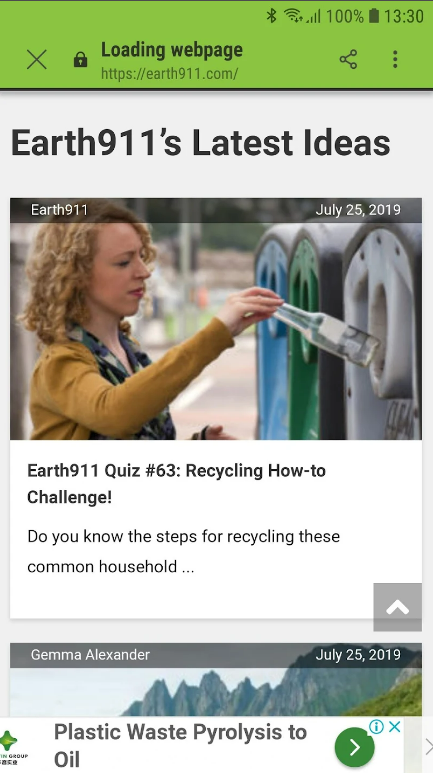 100% 13:30
Loading webpage
https://earth911.com/
Earth911's Latest Ideas
Earth911 July 25, 2019
Earth911 Quiz #63: Recycling How-to
Challenge!
Do you know the steps for recycling these
common household ...
Gemma Alexander July 25, 2019
Plastic Waste Pyrolysis to
Oil